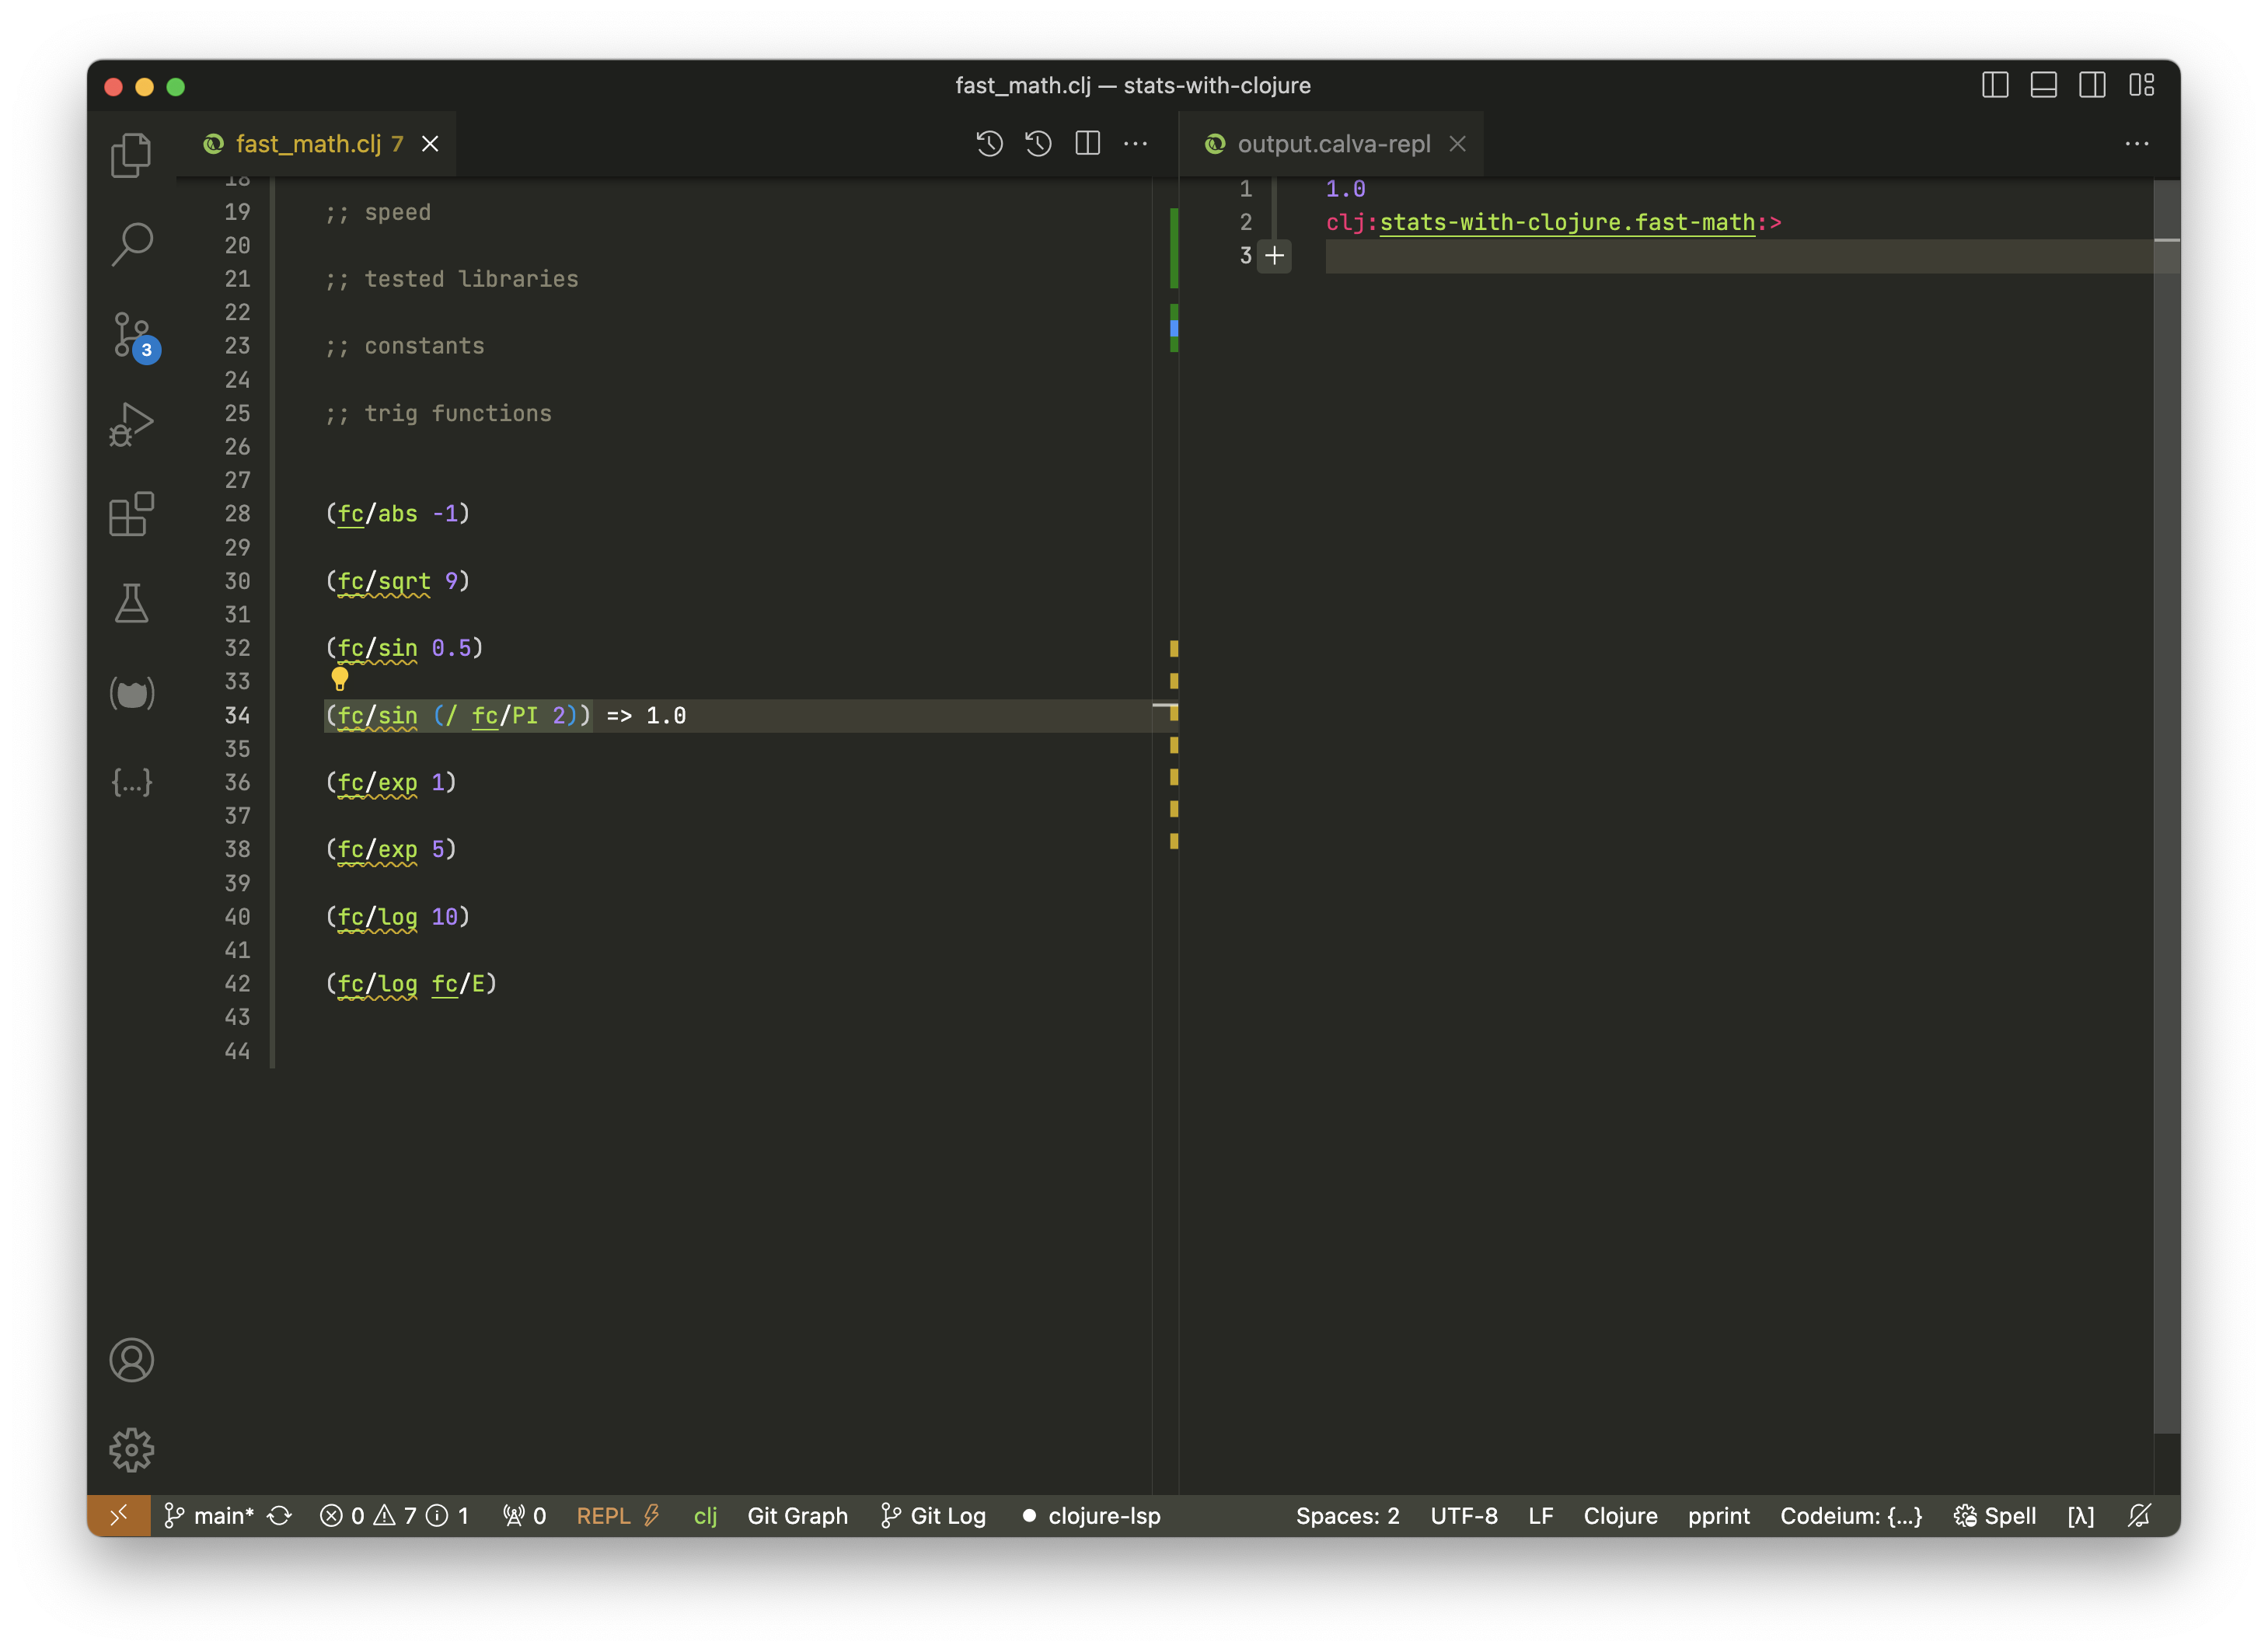 fast_math.clj — stats-with-clojure
fast_math.clj 7
output.calva-repl
18
19 ;; speed
20
21 ;; tested libraries
22
23 ;; constants
24
25 ;; trig functions
26
27
28 (fc/abs -1)
29
30 (fc/sqrt 9)
31
32 (fc/sin 0.5)
33
34 (fc/sin (/ fc/PI 2)) => 1.0
35
36 (fc/exp 1)
37
38 (fc/exp 5)
39
40 (fc/log 10)
41
42 (fc/log fc/E)
43
44
1 1.0
2 clj:stats-with-clojure.fast-math:>
3
3
{...}
main* 0 7 1 0 REPL clj Git Graph Git Log clojure-lsp Spaces: 2 UTF-8 LF Clojure pprint Codeium: {...} Spell [λ]